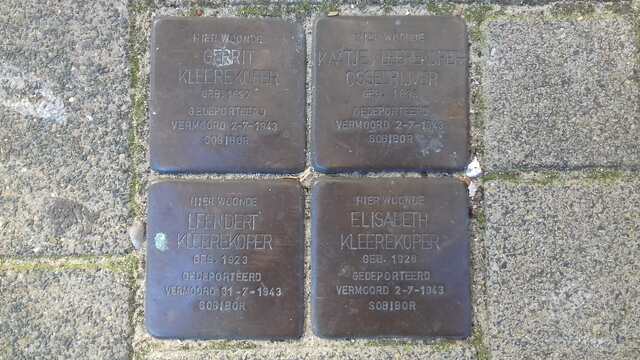 HIER WOONDE
GERRIT
KLEEREKOPER
GEB. 1897
GEDEPORTEERD
VERMOORD 2-7-1943
SOBIBOR
HIER WOONDE
KAATJE KLEEREKOPER
OSSEDRIJVER
GEB.
GEDEPORTEERD
VERMOORD 2-7-1943
SOBIBOR
HIER WOONDE
LEENDERT
KLEEREKOPER
GEB. 1923
GEDEPORTEERD
VERMOORD 31-7-1943
SOBIBOR
HIER WOONDE
ELISABETH
KLEEREKOPER
GEB. 1928
GEDEPORTEERD
VERMOORD 2-7-1943
SOBIBOR